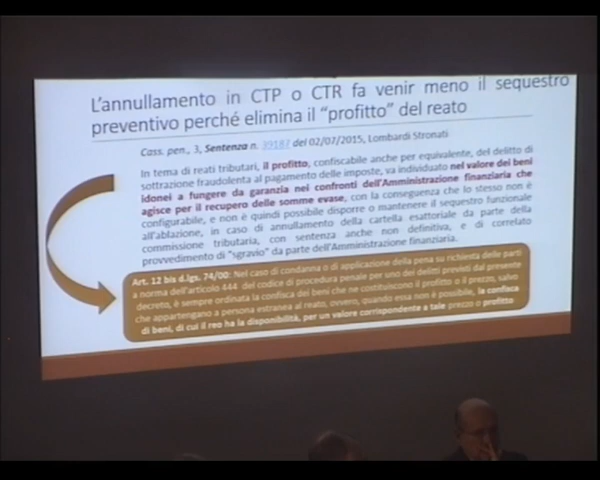 L'annullamento in CTP o CTR fa venir meno il sequestro
preventivo perché elimina il "profitto" del reato
Cass. pen., 3, Sentenza n. 39187 del 02/07/2015, Lombardi Stronati
In tema di reati tributari, il profitto, confiscabile anche per equivalente, del delitto di
sottrazione fraudolenta al pagamento delle imposte, va individuato nel valore dei beni
idonei a fungere da garanzia nei confronti dell'Amministrazione finanziaria che
agisce per il recupero delle somme evase, con la conseguenza che lo stesso non è
configurabile, e non è quindi possibile disporre o mantenere il sequestro funzionale
all'ablazione, in caso di annullamento della cartella esattoriale da parte della
commissione tributaria, con sentenza anche non definitiva, e di correlato
provvedimento di "sgravio" da parte dell'Amministrazione finanziaria.
Art. 12 bis d.lgs. 74/00: Nel caso di condanna o di applicazione della pena su richiesta delle parti
a norma dell'articolo 444 del codice di procedura penale per uno dei delitti previsti dal presente
decreto, è sempre ordinata la confisca dei beni che ne costituiscono il profitto o il prezzo, salvo
che appartengano a persona estranea al reato, ovvero, quando essa non è possibile, la confisca
di beni, di cui il reo ha la disponibilità, per un valore corrispondente a tale prezzo o profitto